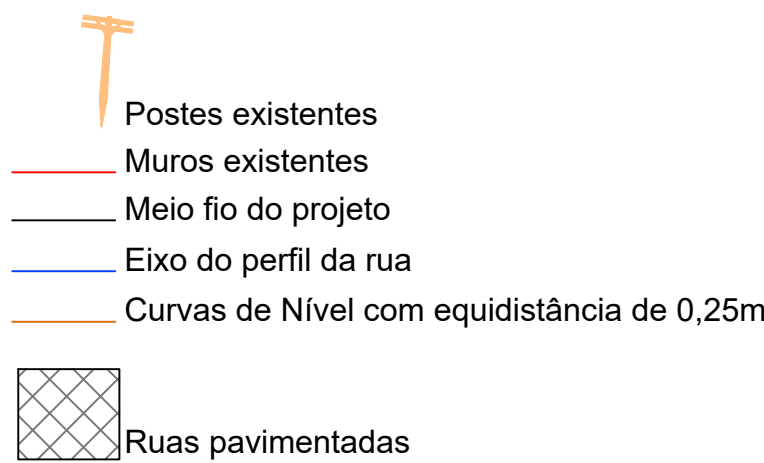 Postes existentes
Muros existentes
Meio fio do projeto
Eixo do perfil da rua
Curvas de Nível com equidistância de 0,25m
Ruas pavimentadas